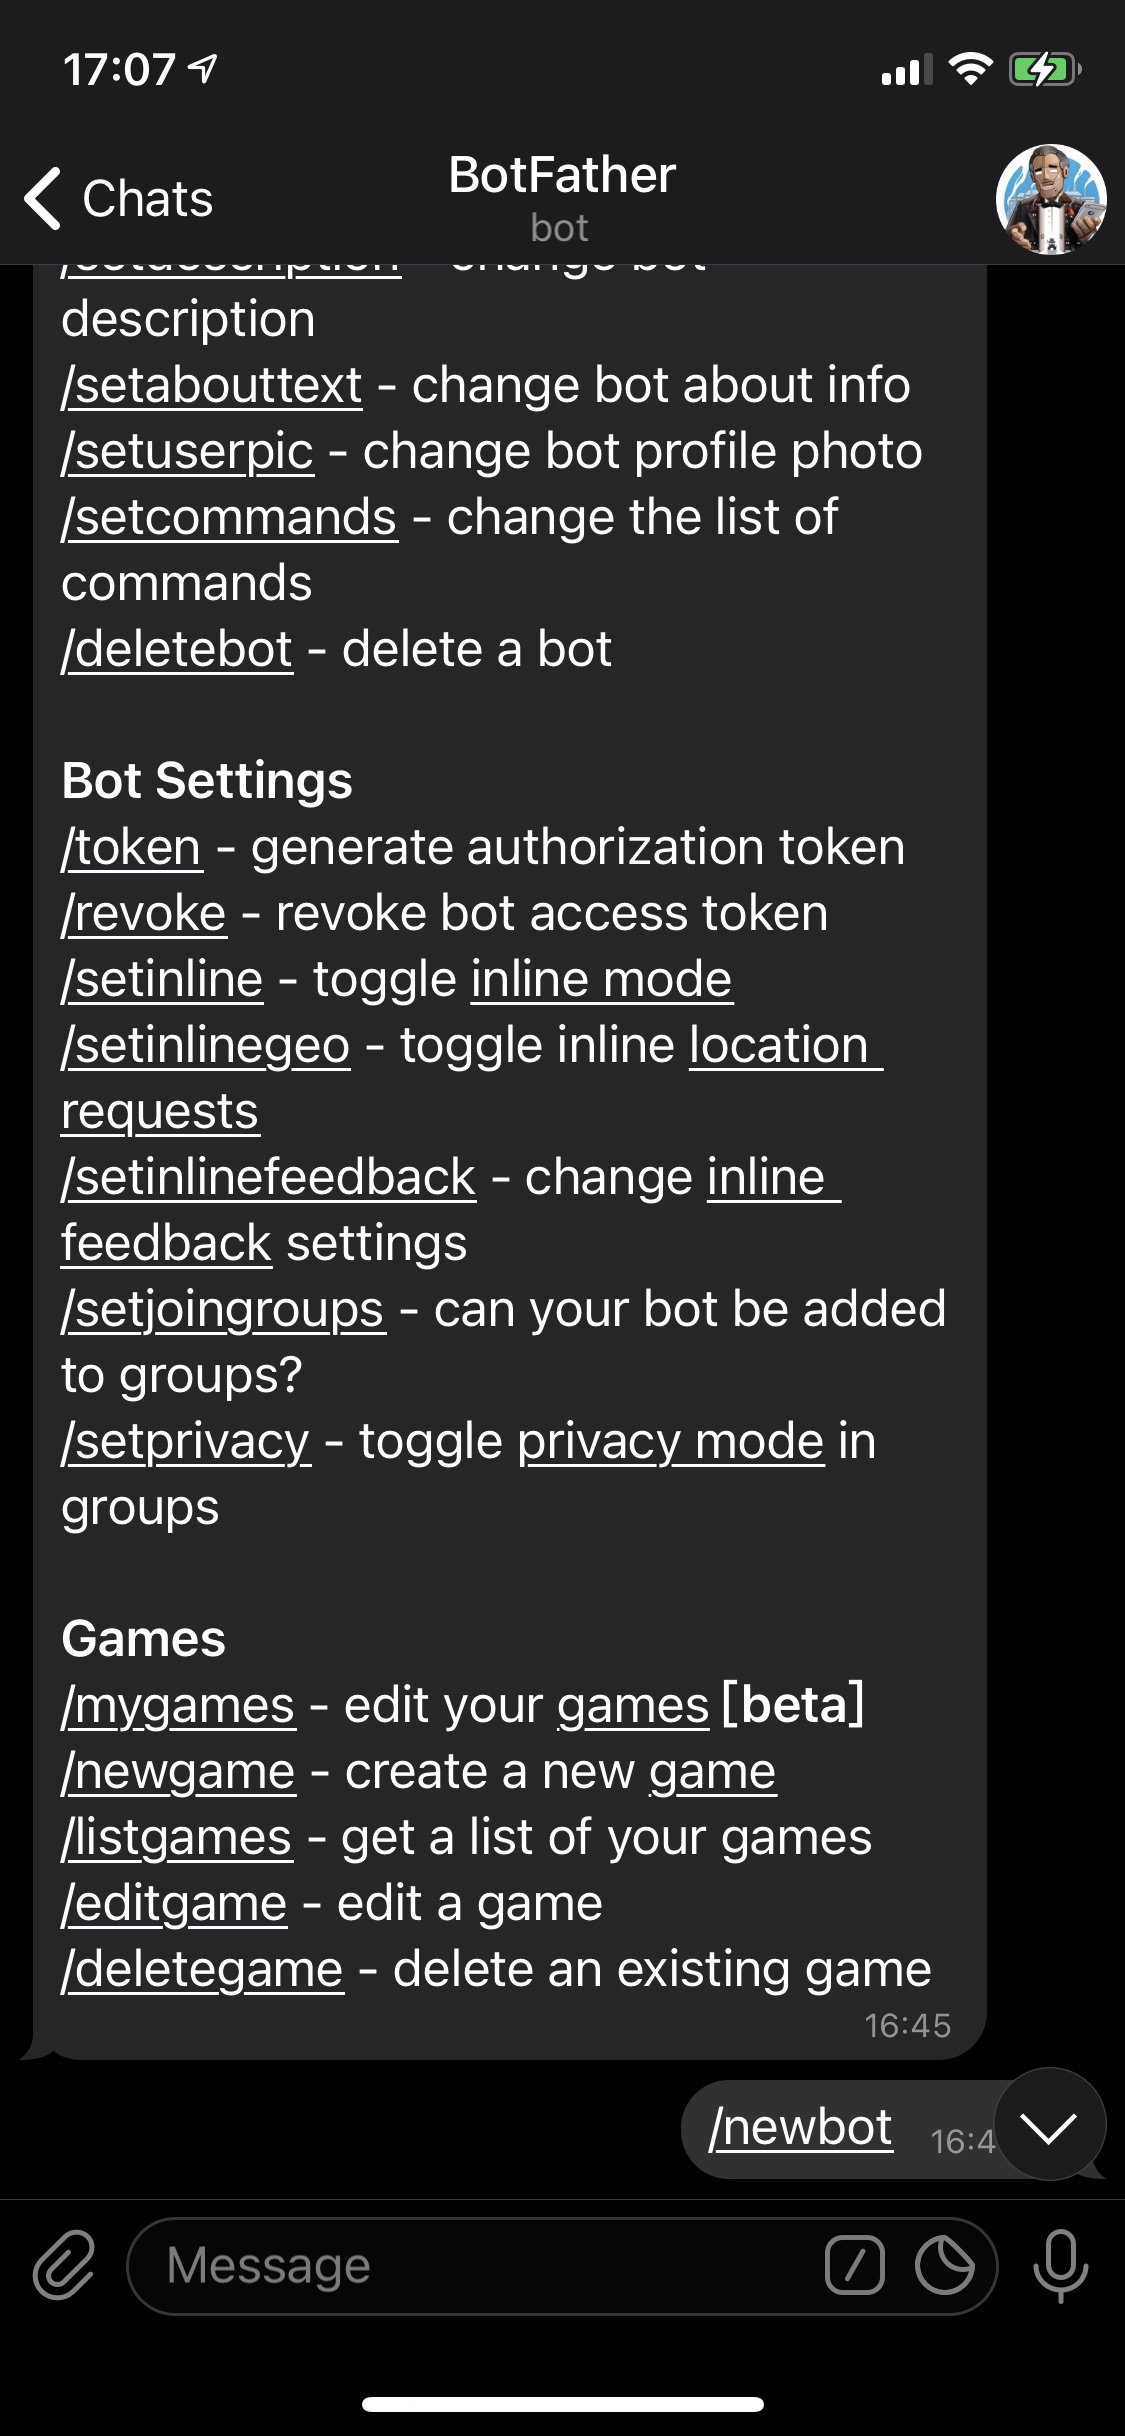 17:07
Chats
BotFather
bot
description
/setabouttext - change bot about info
/setuserpic - change bot profile photo
/setcommands - change the list of
commands
/deletebot - delete a bot
Bot Settings
/token - generate authorization token
/revoke - revoke bot access token
/setinline - toggle inline mode
/setinlinegeo - toggle inline location
requests
/setinlinefeedback - change inline
feedback settings
/setjoingroups - can your bot be added
to groups?
/setprivacy - toggle privacy mode in
groups
Games
/mygames - edit your games [beta]
/newgame - create a new game
/listgames - get a list of your games
/editgame - edit a game
/deletegame - delete an existing game
16:45
/newbot 16:4
Message